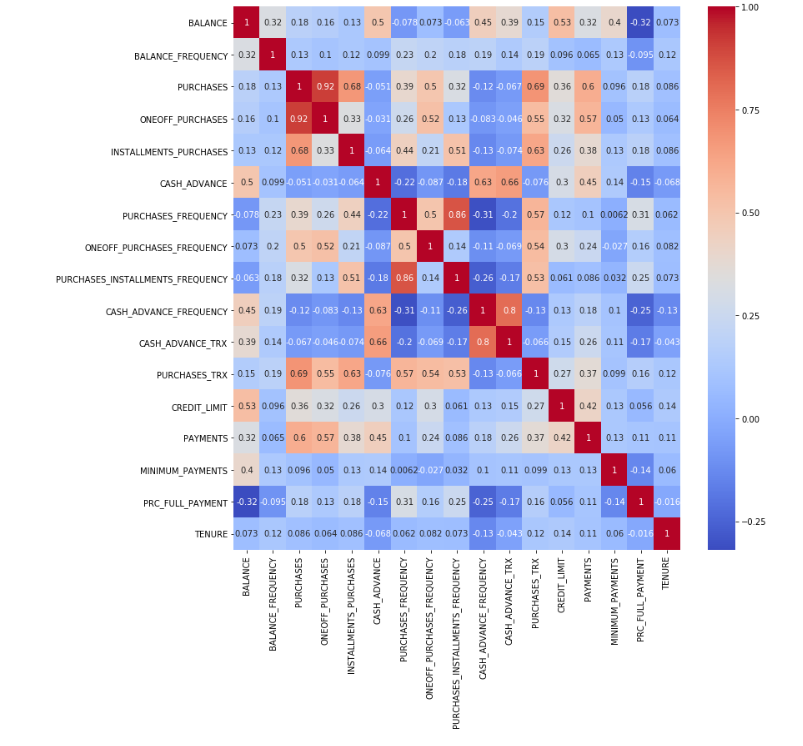 BALANCE 1 0.32 0.18 0.16 0.13 0.5 -0.078 0.073 -0.063 0.45 0.39 0.15 0.53 0.32 0.4 -0.32 0.073
BALANCE_FREQUENCY 0.32 1 0.13 0.1 0.12 0.099 0.23 0.2 0.18 0.19 0.14 0.19 0.096 0.065 0.13 -0.095 0.12
PURCHASES 0.18 0.13 1 0.92 0.68 -0.051 0.39 0.5 0.32 -0.12 -0.067 0.69 0.36 0.6 0.096 0.18 0.086
ONEOFF_PURCHASES 0.16 0.1 0.92 1 0.33 -0.031 0.26 0.52 0.13 -0.083 -0.046 0.55 0.32 0.57 0.05 0.13 0.064
INSTALLMENTS_PURCHASES 0.13 0.12 0.68 0.33 1 -0.064 0.44 0.21 0.51 -0.13 -0.074 0.63 0.26 0.38 0.13 0.18 0.086
CASH_ADVANCE 0.5 0.099 -0.051 -0.031 -0.064 1 -0.22 -0.087 -0.18 0.63 0.66 -0.076 0.3 0.45 0.14 -0.15 -0.068
PURCHASES_FREQUENCY -0.078 0.23 0.39 0.26 0.44 -0.22 1 0.5 0.86 -0.31 -0.2 0.57 0.12 0.1 0.0062 0.31 0.062
ONEOFF_PURCHASES_FREQUENCY 0.073 0.2 0.5 0.52 0.21 -0.087 0.5 1 0.14 -0.11 -0.069 0.54 0.3 0.24 -0.027 0.16 0.082
PURCHASES_INSTALLMENTS_FREQUENCY -0.063 0.18 0.32 0.13 0.51 -0.18 0.86 0.14 1 -0.26 -0.17 0.53 0.061 0.086 0.032 0.25 0.073
CASH_ADVANCE_FREQUENCY 0.45 0.19 -0.12 -0.083 -0.13 0.63 -0.31 -0.11 -0.26 1 0.8 -0.13 0.13 0.18 0.1 -0.25 -0.13
CASH_ADVANCE_TRX 0.39 0.14 -0.067 -0.046 -0.074 0.66 -0.2 -0.069 -0.17 0.8 1 -0.066 0.15 0.26 0.11 -0.17 -0.043
PURCHASES_TRX 0.15 0.19 0.69 0.55 0.63 -0.076 0.57 0.54 0.53 -0.13 -0.066 1 0.27 0.37 0.099 0.16 0.12
CREDIT_LIMIT 0.53 0.096 0.36 0.32 0.26 0.3 0.12 0.3 0.061 0.13 0.15 0.27 1 0.42 0.13 0.056 0.14
PAYMENTS 0.32 0.065 0.6 0.57 0.38 0.45 0.1 0.24 0.086 0.18 0.26 0.37 0.42 1 0.13 0.11 0.11
MINIMUM_PAYMENTS 0.4 0.13 0.096 0.05 0.13 0.14 0.0062 -0.027 0.032 0.1 0.11 0.099 0.13 0.13 1 -0.14 0.06
PRC_FULL_PAYMENT -0.32 -0.095 0.18 0.13 0.18 -0.15 0.31 0.16 0.25 -0.25 -0.17 0.16 0.056 0.11 -0.14 1 -0.016
TENURE 0.073 0.12 0.086 0.064 0.086 -0.068 0.062 0.082 0.073 -0.13 -0.043 0.12 0.14 0.11 0.06 -0.016 1
BALANCE
BALANCE_FREQUENCY
PURCHASES
ONEOFF_PURCHASES
INSTALLMENTS_PURCHASES
CASH_ADVANCE
PURCHASES_FREQUENCY
ONEOFF_PURCHASES_FREQUENCY
PURCHASES_INSTALLMENTS_FREQUENCY
CASH_ADVANCE_FREQUENCY
CASH_ADVANCE_TRX
PURCHASES_TRX
CREDIT_LIMIT
PAYMENTS
MINIMUM_PAYMENTS
PRC_FULL_PAYMENT
TENURE
1.00
0.75
0.50
0.25
0.00
−0.25